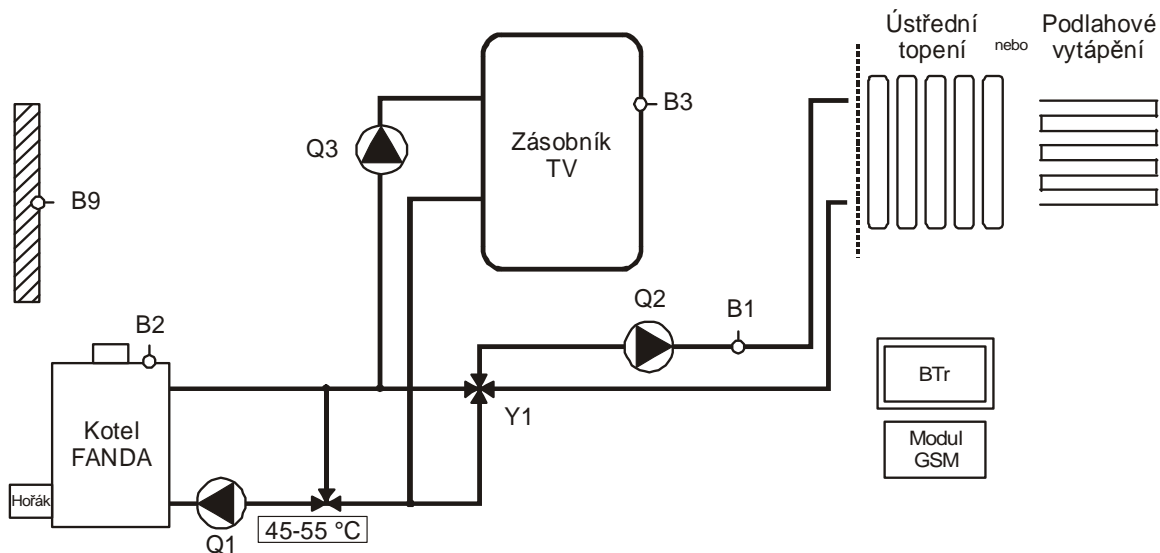 Ústřední
topení
nebo
Podlahové
vytápění
B3
Q3
Zásobník
TV
B9
Q2
B1
B2
BTr
Y1
Kotel
FANDA
Modul
GSM
Hořák
45-55 °C
Q1